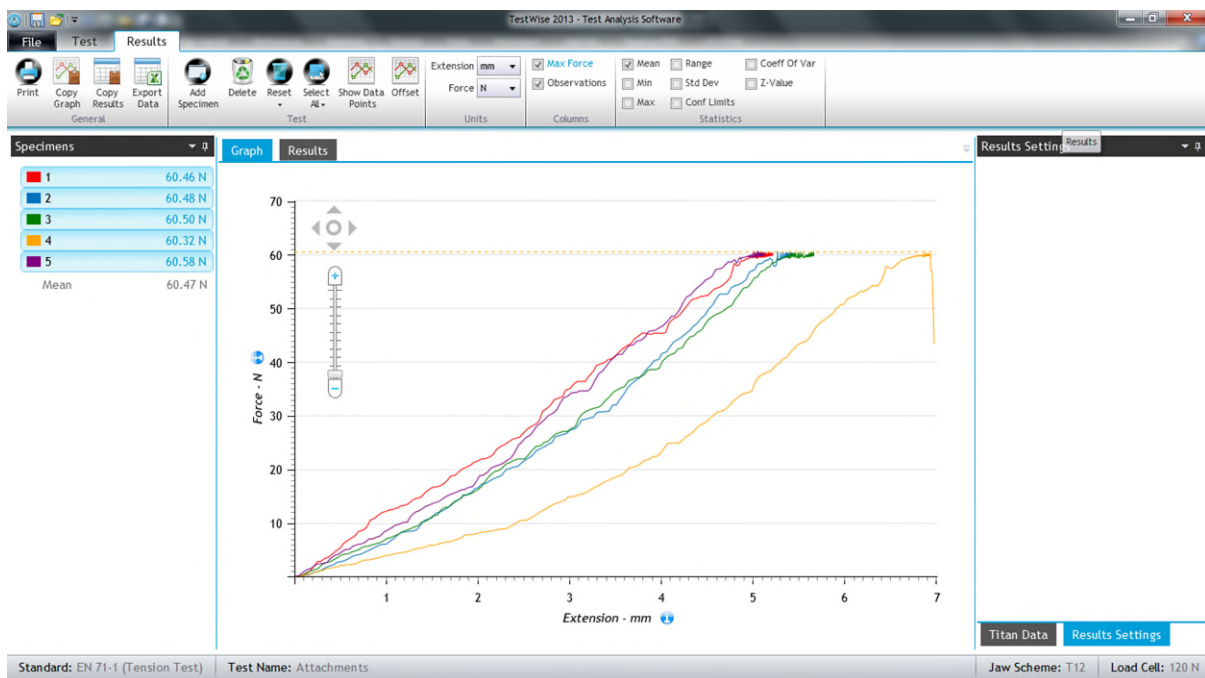 TestWise 2013 - Test Analysis Software
File Test Results
Print Copy Graph Copy Results Export Data Add Specimen Delete Reset Select All Show Data Points Offset
Extension mm
Force N
Max Force
Observations
Mean Range Coeff Of Var
Min Std Dev Z-Value
Max Conf Limits
General Test Units Columns Statistics
Specimens
1 60.46 N
2 60.48 N
3 60.50 N
4 60.32 N
5 60.58 N
Mean 60.47 N
Graph Results
70
60
50
40
30
20
10
Force - N
1 2 3 4 5 6 7
Extension - mm
Results Setting
Results
Titan Data Results Settings
Standard: EN 71-1 (Tension Test) Test Name: Attachments Jaw Scheme: T12 Load Cell: 120 N